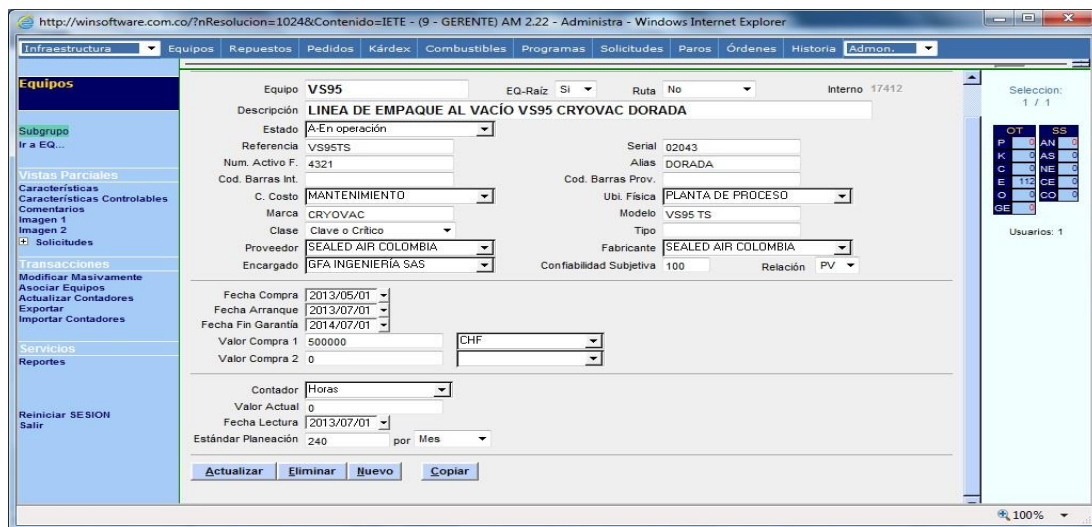 http://winsoftware.com.co/?nResolucion=1024&Contenido=IETE - (9 - GERENTE) AM 2.22 - Administra - Windows Internet Explorer
Infraestructura Equipos Repuestos Pedidos Kárdex Combustibles Programas Solicitudes Paros Órdenes Historia Admon.
Equipos
Subgrupo
Ir a EQ...
Vistas Parciales
Características
Características Controlables
Comentarios
Imagen 1
Imagen 2
Solicitudes
Transacciones
Modificar Masivamente
Asociar Equipos
Actualizar Contadores
Exportar
Importar Contadores
Servicios
Reportes
Reiniciar SESION
Salir
Equipo VS95 EQ-Raíz Si Ruta No Interno 17412
Descripción LINEA DE EMPAQUE AL VACÍO VS95 CRYOVAC DORADA
Estado A-En operación
Referencia VS95TS Serial 02043
Num. Activo F. 4321 Alias DORADA
Cod. Barras Int. Cod. Barras Prov.
C. Costo MANTENIMIENTO Ubi. Física PLANTA DE PROCESO
Marca CRYOVAC Modelo VS95 TS
Clase Clave o Crítico Tipo
Proveedor SEALED AIR COLOMBIA Fabricante SEALED AIR COLOMBIA
Encargado GFA INGENIERÍA SAS Confiabilidad Subjetiva 100 Relación PV
Fecha Compra 2013/05/01
Fecha Arranque 2013/07/01
Fecha Fin Garantía 2014/07/01
Valor Compra 1 500000 CHF
Valor Compra 2 0
Contador Horas
Valor Actual 0
Fecha Lectura 2013/07/01
Estándar Planeación 240 por Mes
Actualizar Eliminar Nuevo Copiar
Seleccion:
1 / 1
OT SS
P 0 AN 0
K 0 AS 0
C 0 NE 0
E 112 CE 0
O 0 CO 0
GE 0
Usuarios: 1
100%